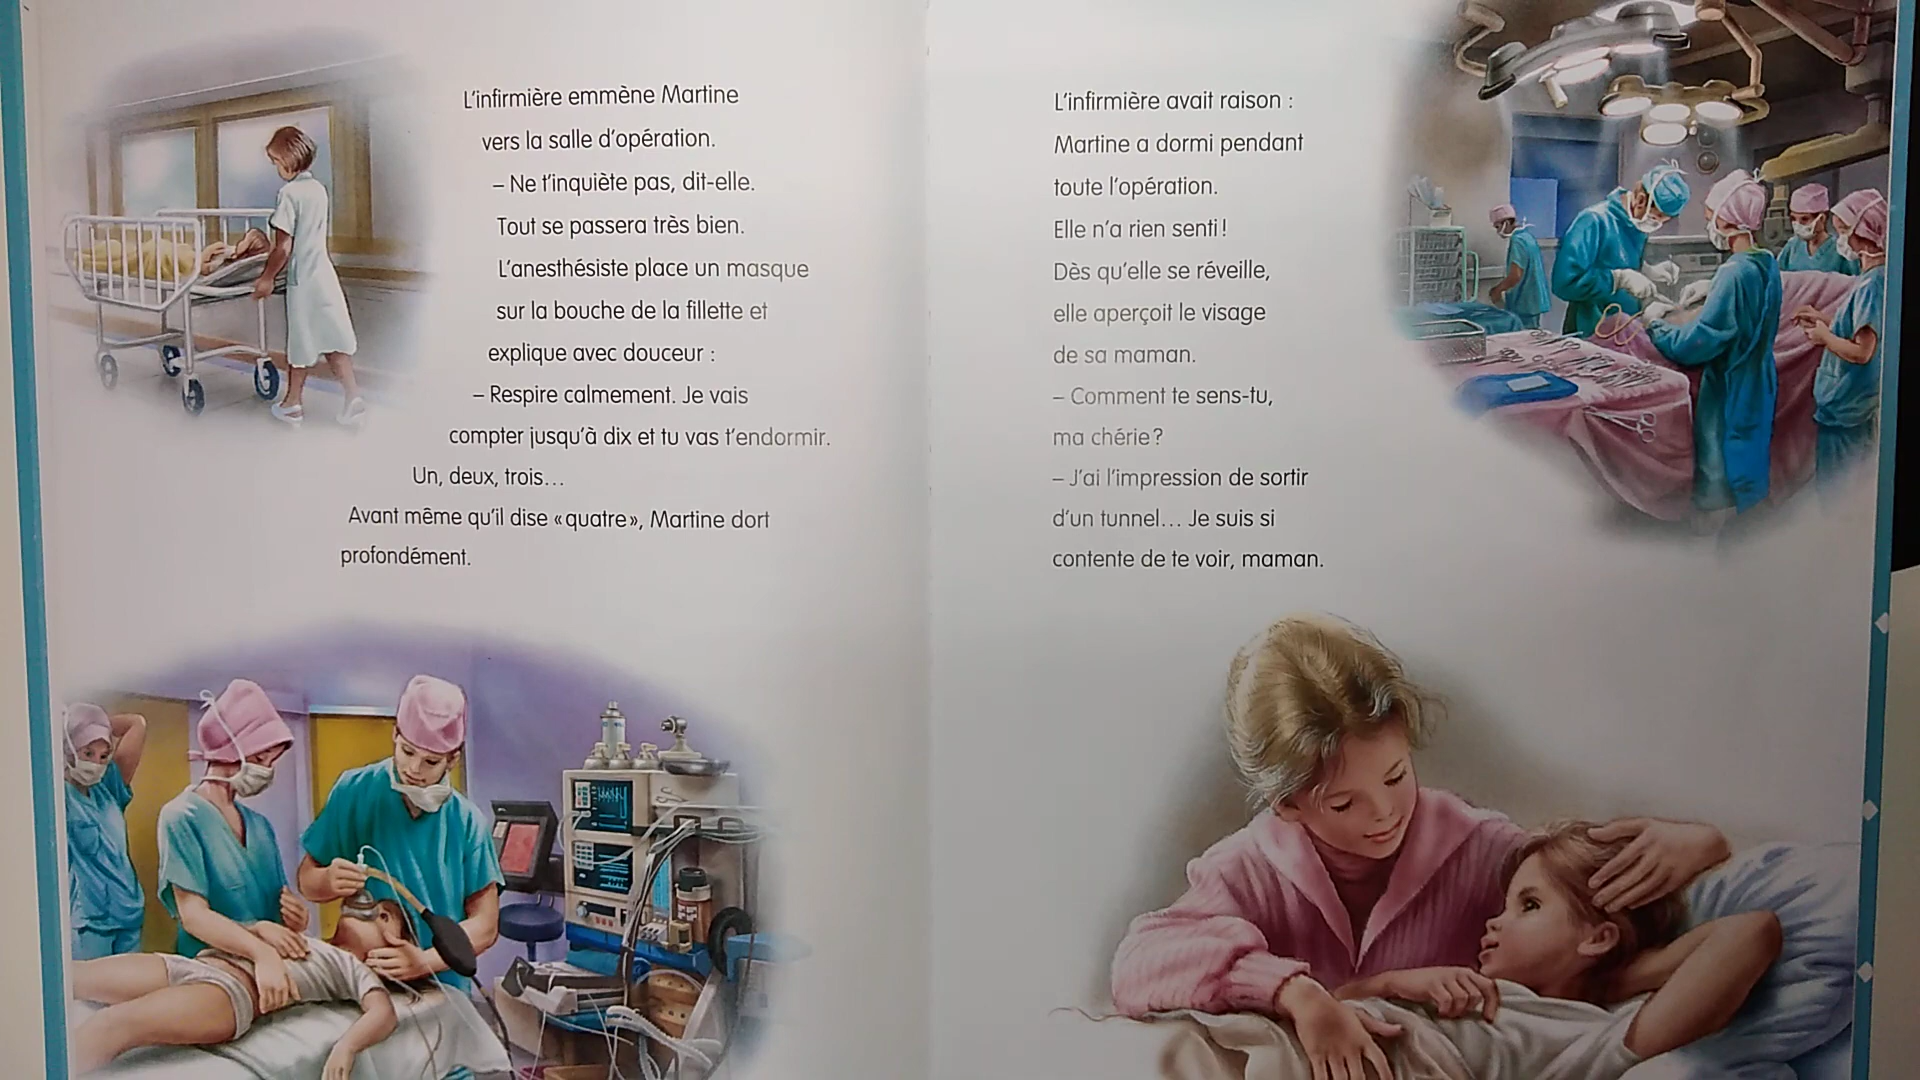 L'infirmière emmène Martine
vers la salle d'opération.
– Ne t'inquiète pas, dit-elle.
Tout se passera très bien.
L'anesthésiste place un masque
sur la bouche de la fillette et
explique avec douceur :
– Respire calmement. Je vais
compter jusqu'à dix et tu vas t'endormir.
Un, deux, trois…
Avant même qu'il dise «quatre», Martine dort
profondément.
L'infirmière avait raison :
Martine a dormi pendant
toute l'opération.
Elle n'a rien senti !
Dès qu'elle se réveille,
elle aperçoit le visage
de sa maman.
– Comment te sens-tu,
ma chérie ?
– J'ai l'impression de sortir
d'un tunnel… Je suis si
contente de te voir, maman.